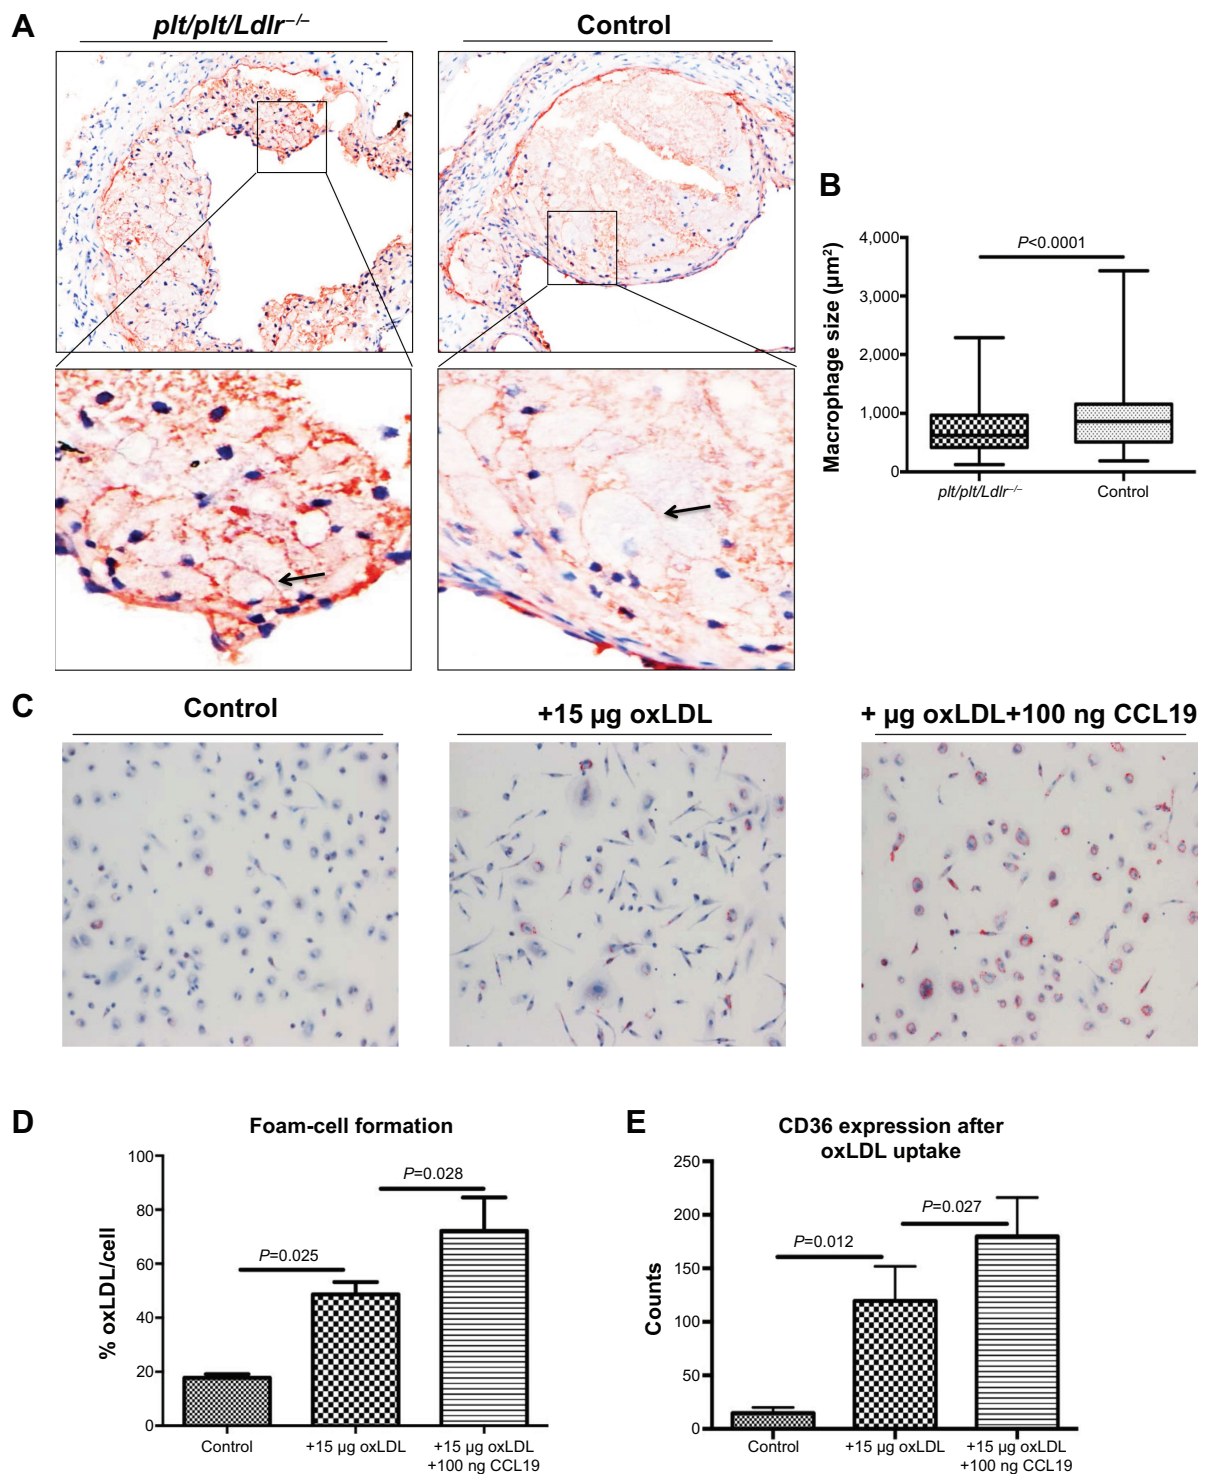 A
plt/plt/Ldlr–/–
Control
B
Macrophage size (µm²)
4,000
3,000
2,000
1,000
0
P<0.0001
plt/plt/Ldlr–/–
Control
C
Control
+15 µg oxLDL
+ µg oxLDL+100 ng CCL19
D
Foam-cell formation
% oxLDL/cell
100
80
60
40
20
0
P=0.025
P=0.028
Control
+15 µg oxLDL
+15 µg oxLDL
+100 ng CCL19
E
CD36 expression after
oxLDL uptake
Counts
250
200
150
100
50
0
P=0.012
P=0.027
Control
+15 µg oxLDL
+15 µg oxLDL
+100 ng CCL19